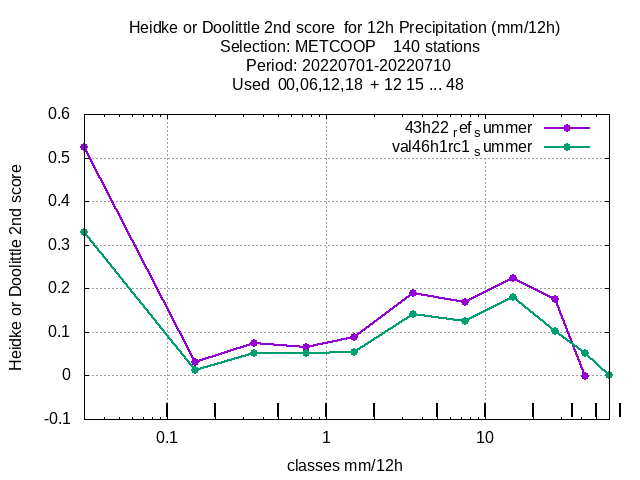 Heidke or Doolittle 2nd score  for 12h Precipitation (mm/12h)
Selection: METCOOP    140 stations
Period: 20220701-20220710
Used  00,06,12,18  + 12 15 ... 48
43h22 ref summer
val46h1rc1 summer
0.6
0.5
0.4
0.3
0.2
0.1
0
-0.1
Heidke or Doolittle 2nd score
0.1
1
10
classes mm/12h